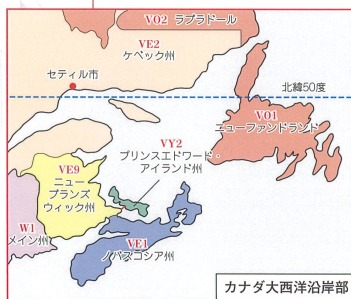 VO2 ラブラドール
VE2
ケベック州
セティル市
北緯50度
VO1
ニューファンドランド
VY2
プリンスエドワード・
アイランド州
VE9
ニュー
ブランズ
ウィック州
W1
メイン州
VE1
ノバスコシア州
カナダ大西洋沿岸部